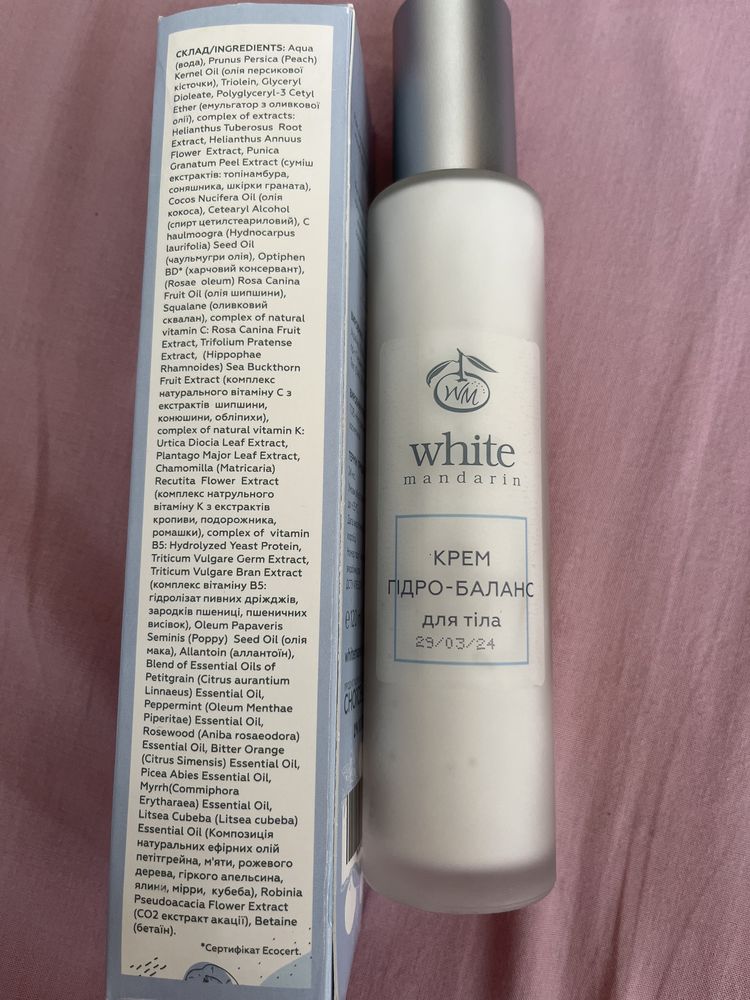 СКЛАД/INGREDIENTS: Aqua
(вода), Prunus Persica (Peach)
Kernel Oil (олія персикової
кісточки), Triolein, Glyceryl
Dioleate, Polyglyceryl-3 Cetyl
Ether (емульгатор з оливкової
олії), complex of extracts:
Helianthus Tuberosus Root
Extract, Helianthus Annuus
Flower Extract, Punica
Granatum Peel Extract (суміш
екстрактів: топінамбура,
соняшника, шкірки граната),
Cocos Nucifera Oil (олія
кокоса), Cetearyl Alcohol
(спирт цетилстеариловий), C
haulmoogra (Hydnocarpus
laurifolia) Seed Oil
(чаульмугри олія), Optiphen
BD* (харчовий консервант),
(Rosae oleum) Rosa Canina
Fruit Oil (олія шипшини),
Squalane (оливковий
сквалан), complex of natural
vitamin C: Rosa Canina Fruit
Extract, Trifolium Pratense
Extract, (Hippophae
Rhamnoides) Sea Buckthorn
Fruit Extract (комплекс
натурального вітаміну С з
екстрактів шипшини,
конюшини, обліпихи),
complex of natural vitamin K:
Urtica Diocia Leaf Extract,
Plantago Major Leaf Extract,
Chamomilla (Matricaria)
Recutita Flower Extract
(комплекс натрульного
вітаміну К з екстрактів
кропиви, подорожника,
ромашки), complex of vitamin
B5: Hydrolyzed Yeast Protein,
Triticum Vulgare Germ Extract,
Triticum Vulgare Bran Extract
(комплекс вітаміну В5:
гідролізат пивних дріжджів,
зародків пшениці, пшеничних
висівок), Oleum Papaveris
Seminis (Poppy) Seed Oil (олія
мака), Allantoin (аллантоїн),
Blend of Essential Oils of
Petitgrain (Citrus aurantium
Linnaeus) Essential Oil,
Peppermint (Oleum Menthae
Piperitae) Essential Oil,
Rosewood (Aniba rosaeodora)
Essential Oil, Bitter Orange
(Citrus Simensis) Essential Oil,
Picea Abies Essential Oil,
Myrrh(Commiphora
Erytharaea) Essential Oil,
Litsea Cubeba (Litsea cubeba)
Essential Oil (Композиція
натуральних ефірних олій
петітгрейна, м'яти, рожевого
дерева, гіркого апельсина,
ялини, мірри, кубеба), Robinia
Pseudoacacia Flower Extract
(CO2 екстракт акації), Betaine
(бетаїн).
*Сертифікат Ecocert.
WM
white
mandarin
КРЕМ
ГІДРО-БАЛАНС
для тіла
29/03/24